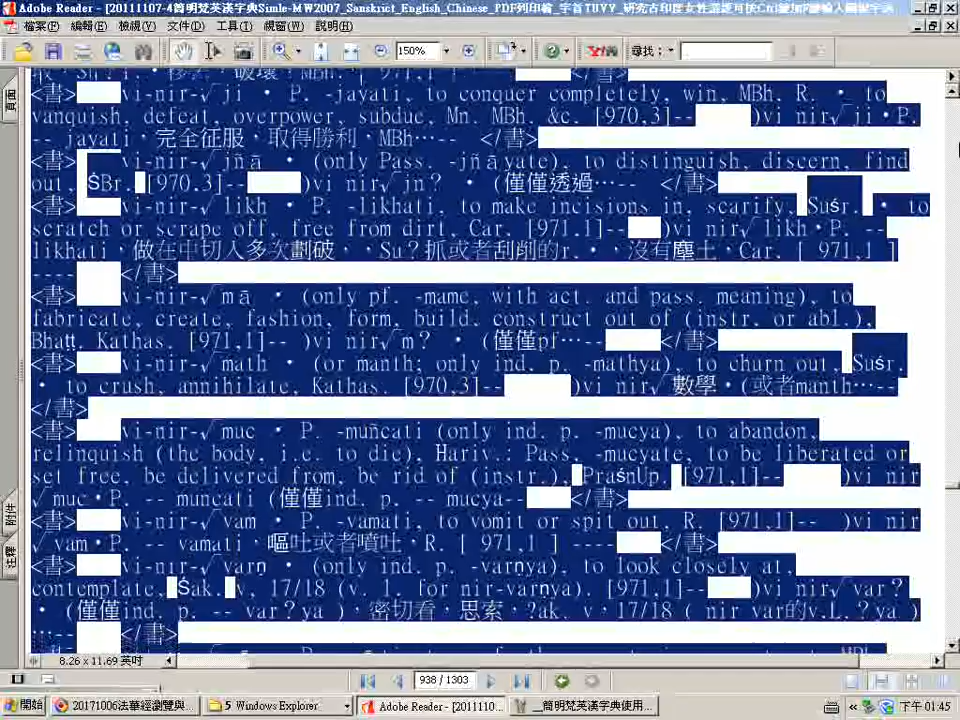 Adobe Reader - [20111107-4簡明梵英漢字典Simle-MW2007_Sanskrict_English_Chinese_PDF列印稿_字首TUVY_研究古印度女性
檔案(F) 編輯(E) 檢視(V) 文件(D) 工具(T) 視窗(W) 說明(H)
150% 尋找:
頁面
附件
注釋
</書>
<書> vi-nir-√ji • P. -jayati, to conquer completely, win, MBh. R. • to
vanquish, defeat, overpower, subdue, Mn. MBh. &c. [970,3]-- )vi nir√ji•P.
-- jayati，完全征服，取得勝利，MBh…-- </書>
<書> vi-nir-√jñā • (only Pass. -jñāyate), to distinguish, discern, find
out, ŚBr. [970,3]-- )vi nir√jn? • (僅僅透過…-- </書>
<書> vi-nir-√likh • P. -likhati, to make incisions in, scarify, Suśr. • to
scratch or scrape off, free from dirt, Car. [971,1]-- )vi nir√likh•P. --
likhati，做在中切入多次劃破，，Su?抓或者刮削的r.•，沒有塵土，Car. [ 971,1 ]
---- </書>
<書> vi-nir-√mā • (only pf. -mame, with act. and pass. meaning), to
fabricate, create, fashion, form, build, construct out of (instr. or abl.),
Bhaṭṭ. Kathās. [971,1]-- )vi nir√m? • (僅僅pf…-- </書>
<書> vi-nir-√math • (or manth; only ind. p. -mathya), to churn out, Suśr.
• to crush, annihilate, Kathās. [970,3]-- )vi nir√數學•(或者manth…--
</書>
<書> vi-nir-√muc • P. -muñcati (only ind. p. -mucya), to abandon,
relinquish (the body, i.e. to die), Hariv.: Pass. -mucyate, to be liberated or
set free, be delivered from, be rid of (instr.), PraśnUp. [971,1]-- )vi nir
√muc•P. -- muncati (僅僅ind. p. -- mucya-- </書>
<書> vi-nir-√vam • P. -vamati, to vomit or spit out, R. [971,1]-- )vi nir
√vam•P. -- vamati，嘔吐或者噴吐，R. [ 971,1 ] ---- </書>
<書> vi-nir-√varṇ • (only ind. p. -varṇya), to look closely at,
contemplate, Śak. v, 17/18 (v. l. for nir-varṇya). [971,1]-- )vi nir√var?
•(僅僅ind. p. -- var?ya )，密切看，思索，?ak. v，17/18 ( nir var的v.L. ?ya )
…-- </書>
8.26 x 11.69 英吋
938 / 1303
開始 20171006法華經瀏覽與... 5 Windows Explorer Adobe Reader - [2011110... __簡明梵英漢字典使用... 下午 01:45